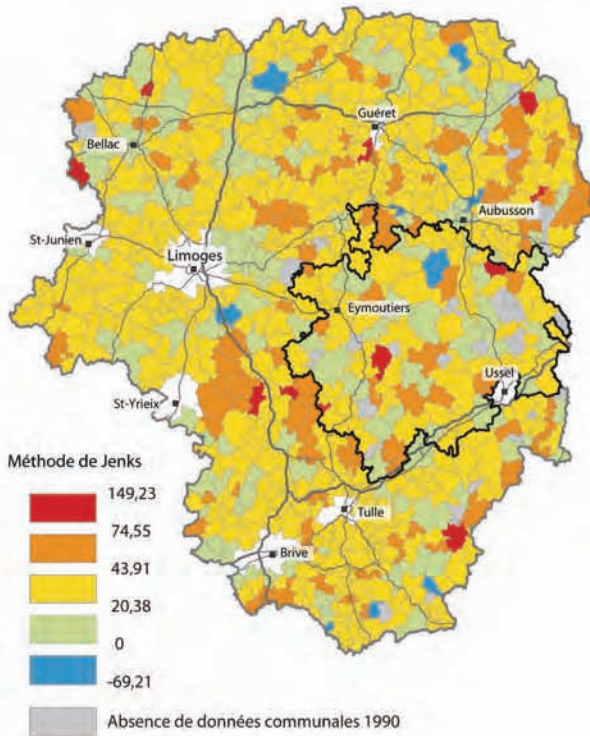 Guéret
Bellac
Aubusson
St-Junien
Limoges
Eymoutiers
Ussel
St-Yrieix
Tulle
Brive
Méthode de Jenks
149,23
74,55
43,91
20,38
0
-69,21
Absence de données communales 1990